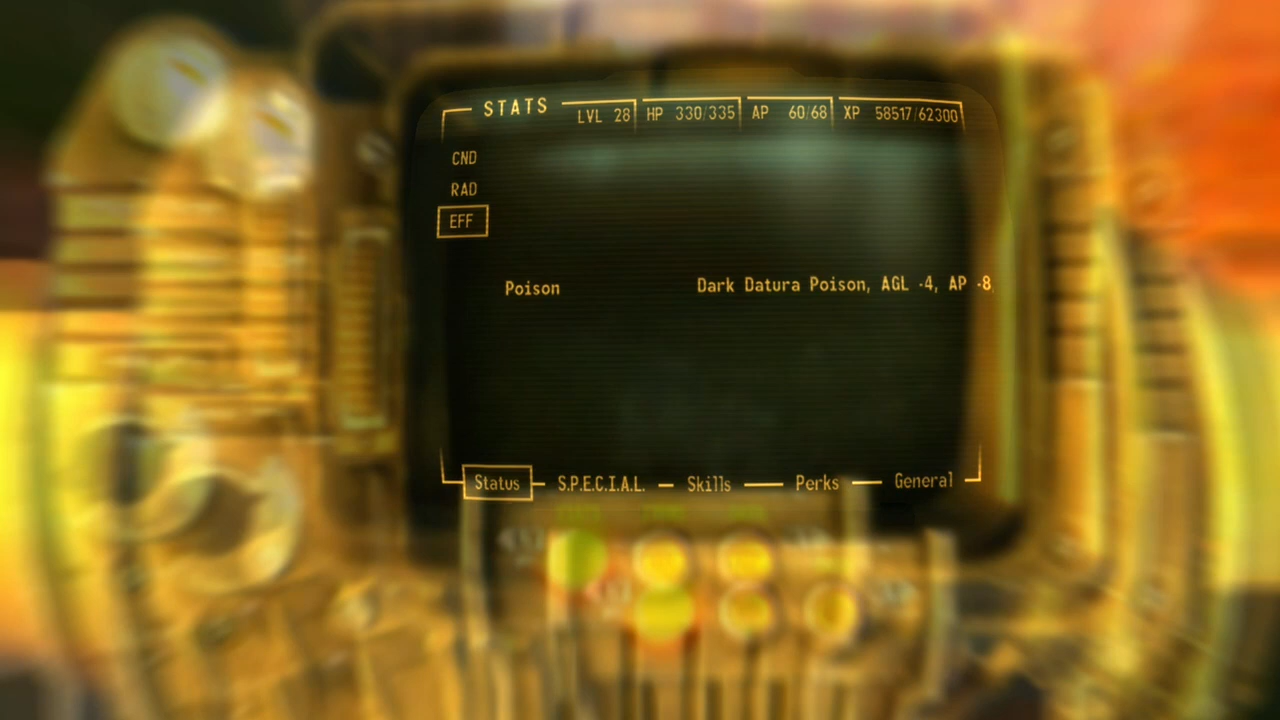 STATS LVL 28 HP 330/335 AP 60/68 XP 58517/62300
CND
RAD
EFF
Poison Dark Datura Poison, AGL -4, AP -8
Status S.P.E.C.I.A.L. Skills Perks General